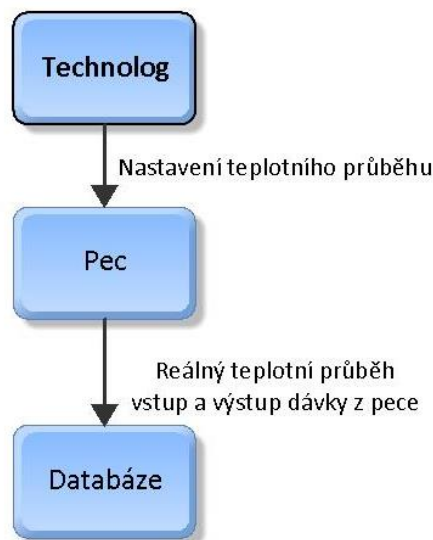 Technolog
Nastavení teplotního průběhu
Pec
Reálný teplotní průběh
vstup a výstup dávky z pece
Databáze